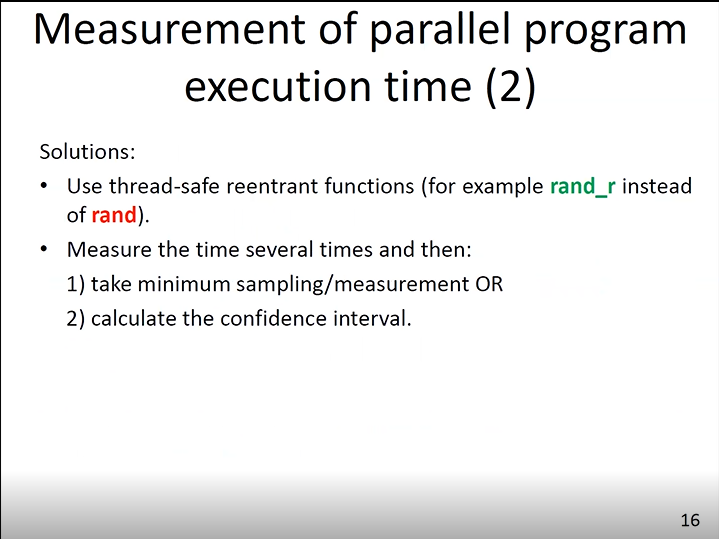 Measurement of parallel program
execution time (2)
Solutions:
• Use thread-safe reentrant functions (for example rand_r instead
of rand).
• Measure the time several times and then:
1) take minimum sampling/measurement OR
2) calculate the confidence interval.
16